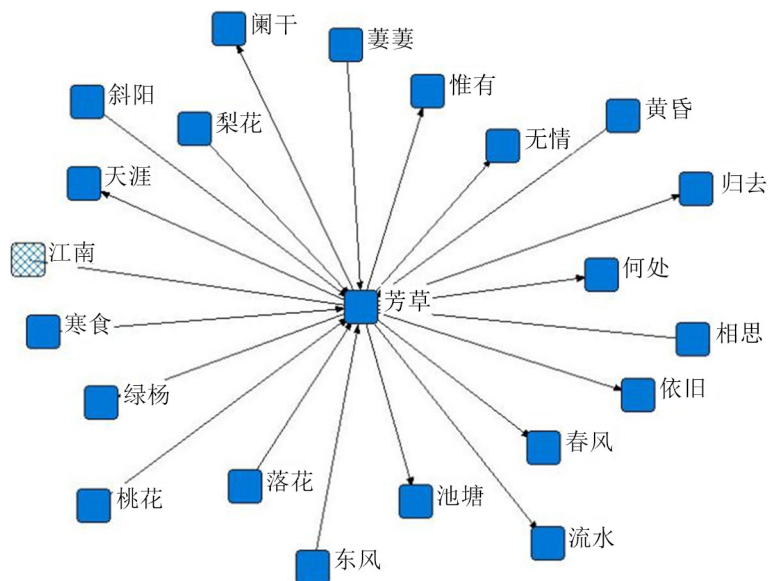 阑干
萋萋
惟有
斜阳
黄昏
梨花
无情
天涯
归去
江南
何处
芳草
寒食
相思
绿杨
依旧
春风
落花
桃花
池塘
流水
东风